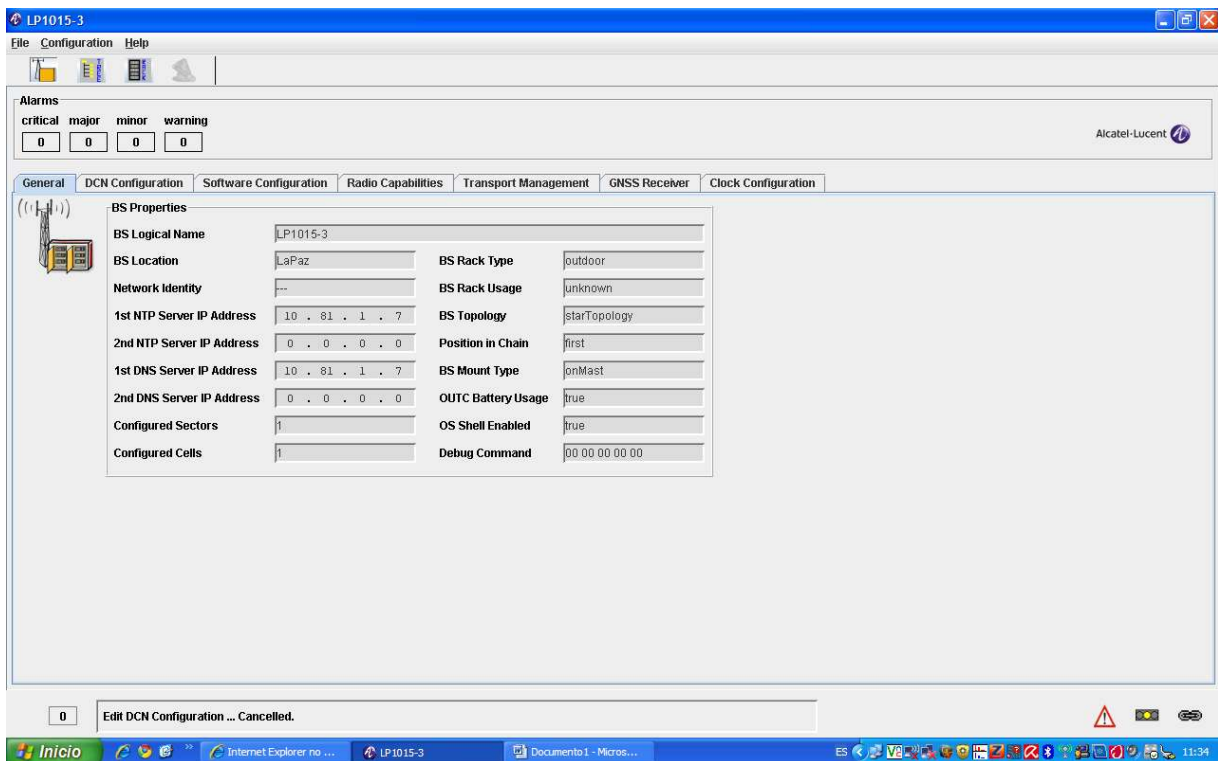 LP1015-3
File Configuration Help
Alarms
critical major minor warning
0 0 0 0
Alcatel-Lucent
General DCN Configuration Software Configuration Radio Capabilities Transport Management GNSS Receiver Clock Configuration
BS Properties
BS Logical Name LP1015-3
BS Location LaPaz BS Rack Type outdoor
Network Identity --- BS Rack Usage unknown
1st NTP Server IP Address 10 . 81 . 1 . 7 BS Topology starTopology
2nd NTP Server IP Address 0 . 0 . 0 . 0 Position in Chain first
1st DNS Server IP Address 10 . 81 . 1 . 7 BS Mount Type onMast
2nd DNS Server IP Address 0 . 0 . 0 . 0 OUTC Battery Usage true
Configured Sectors 1 OS Shell Enabled true
Configured Cells 1 Debug Command 00 00 00 00 00
0 Edit DCN Configuration ... Cancelled.
Inicio » Internet Explorer no ... LP1015-3 Documento1 - Micros... ES 11:34